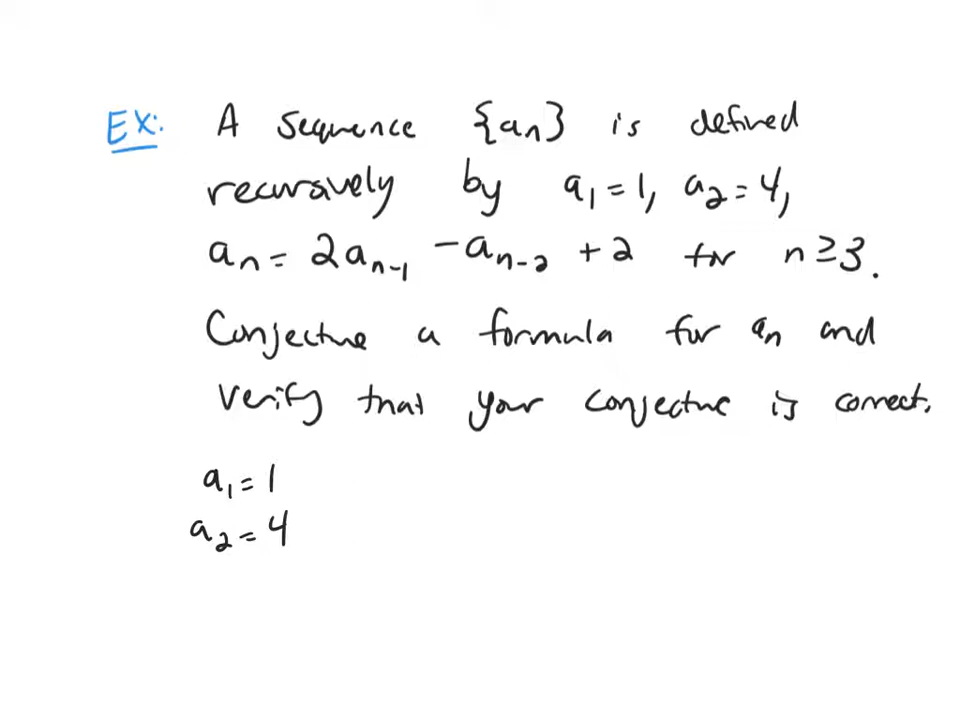 EX: A sequence {aₙ} is defined
recursively by a₁ = 1, a₂ = 4,
aₙ = 2aₙ₋₁ - aₙ₋₂ + 2 for n ≥ 3.
Conjecture a formula for aₙ and
verify that your conjecture is correct.
a₁ = 1
a₂ = 4